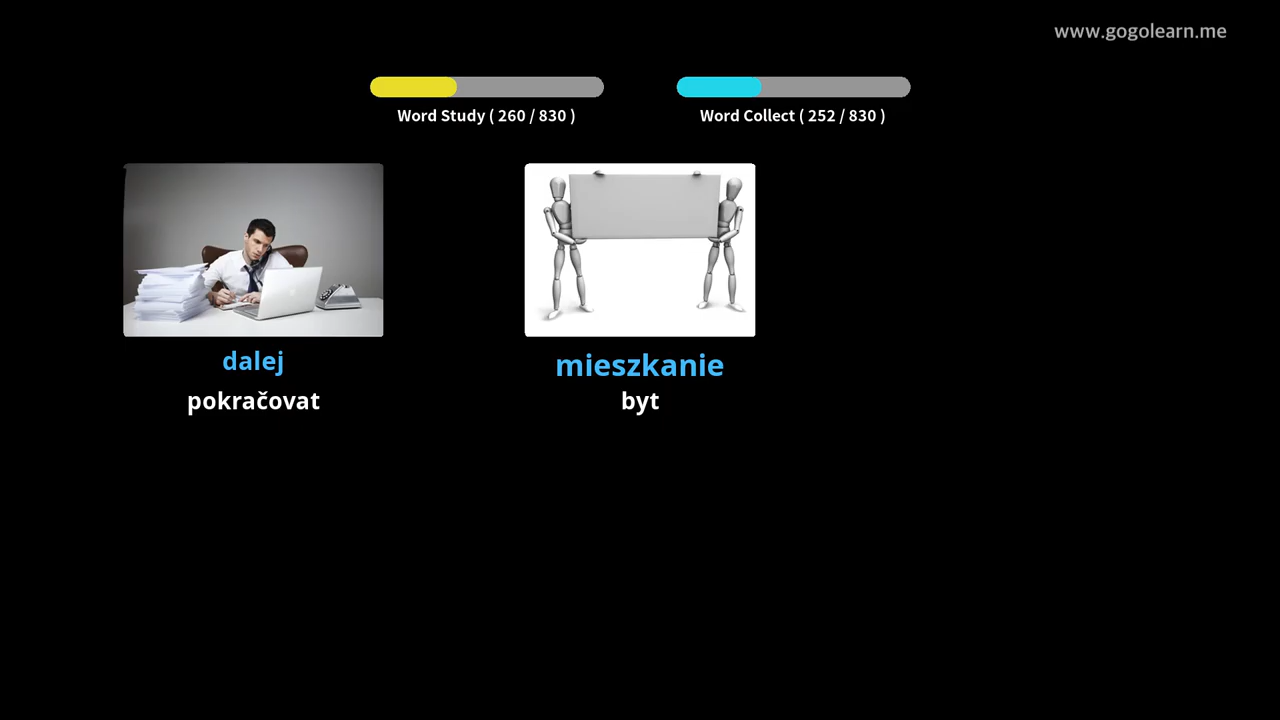 www.gogolearn.me
Word Study ( 260 / 830 )
Word Collect ( 252 / 830 )
dalej
pokračovat
mieszkanie
byt